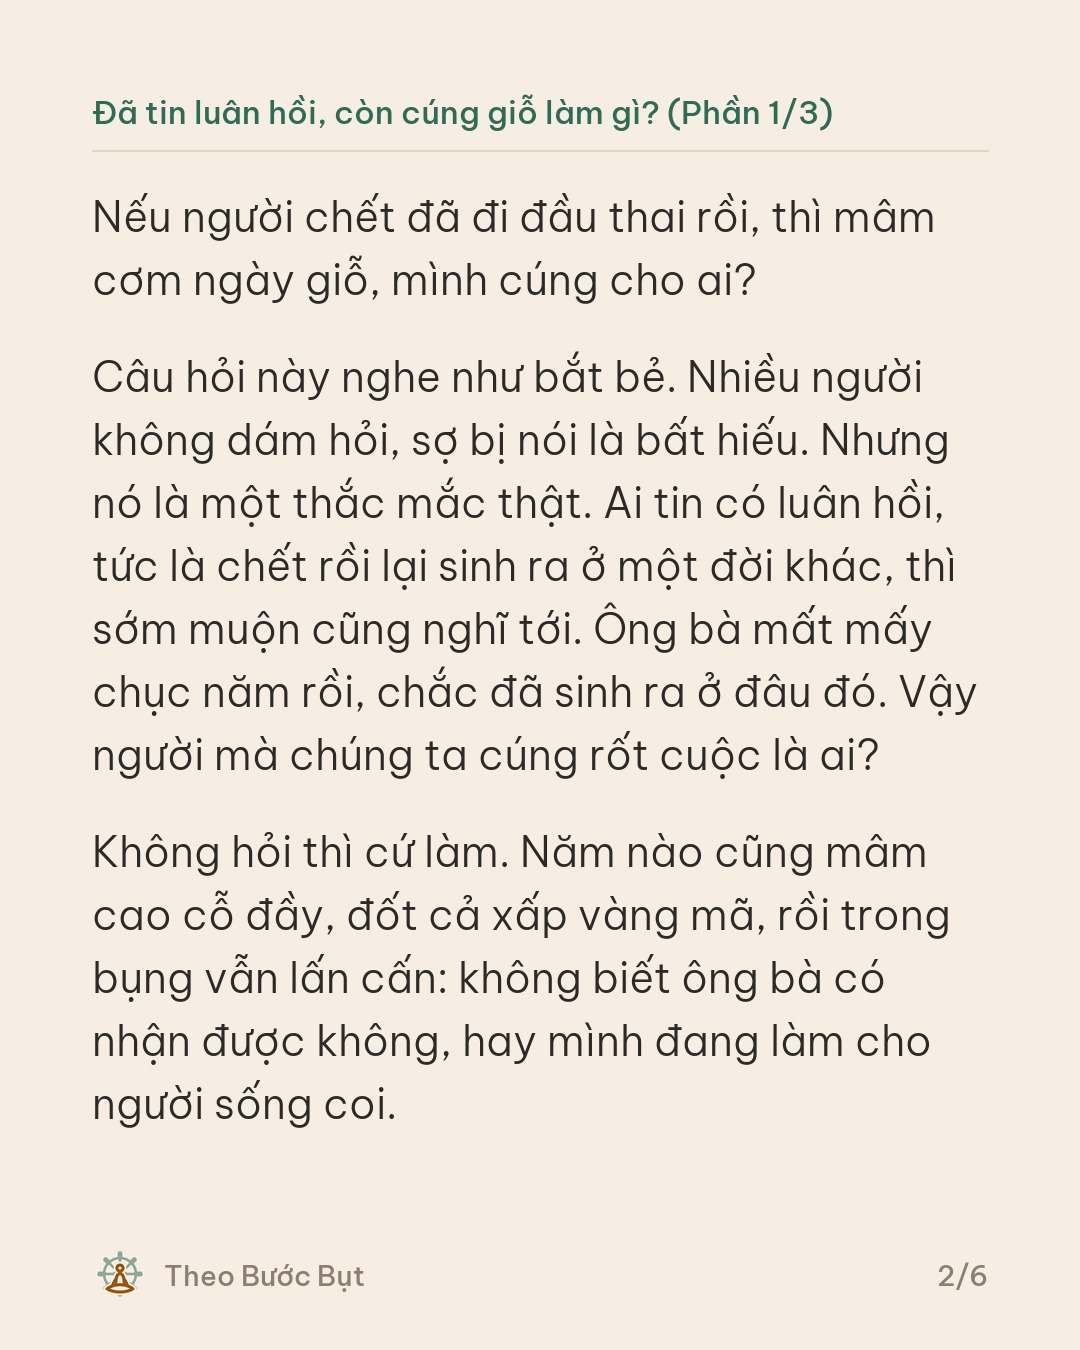 Đã tin luân hồi, còn cúng giỗ làm gì? (Phần 1/3)
Nếu người chết đã đi đầu thai rồi, thì mâm
cơm ngày giỗ, mình cúng cho ai?
Câu hỏi này nghe như bắt bẻ. Nhiều người
không dám hỏi, sợ bị nói là bất hiếu. Nhưng
nó là một thắc mắc thật. Ai tin có luân hồi,
tức là chết rồi lại sinh ra ở một đời khác, thì
sớm muộn cũng nghĩ tới. Ông bà mất mấy
chục năm rồi, chắc đã sinh ra ở đâu đó. Vậy
người mà chúng ta cúng rốt cuộc là ai?
Không hỏi thì cứ làm. Năm nào cũng mâm
cao cỗ đầy, đốt cả xấp vàng mã, rồi trong
bụng vẫn lấn cấn: không biết ông bà có
nhận được không, hay mình đang làm cho
người sống coi.
Theo Bước Bụt
2/6